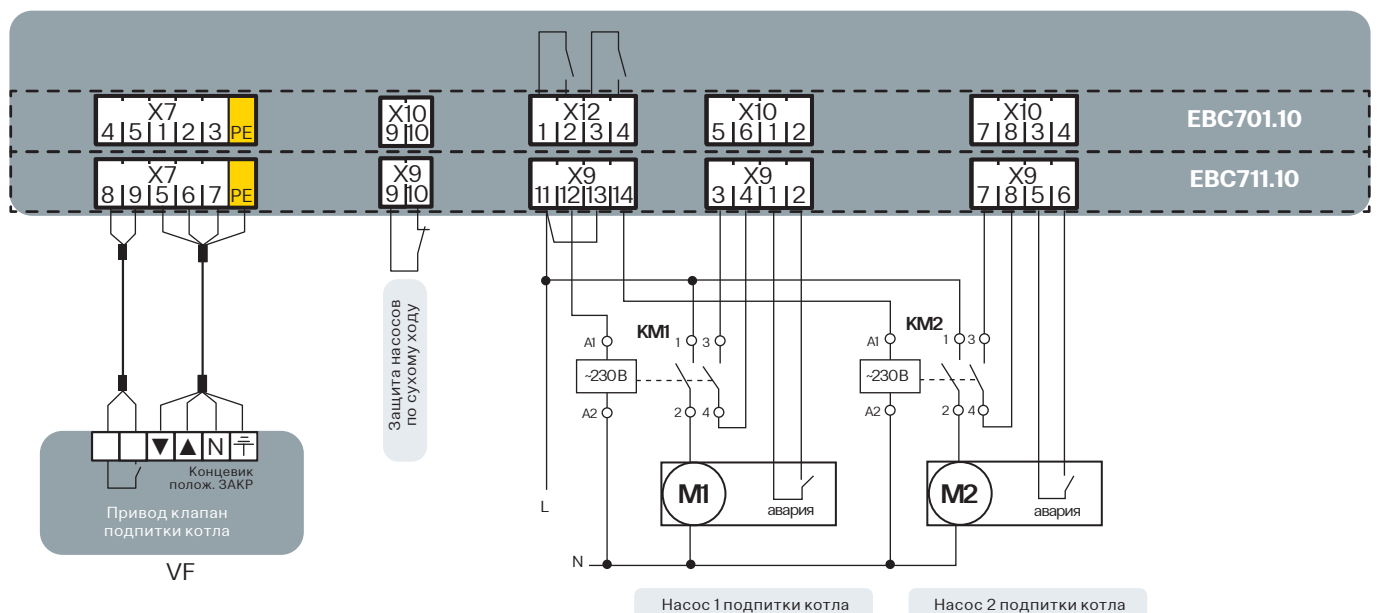 X7
4 5 1 2 3 PE
X10
9 10
X12
1 2 3 4
X10
5 6 1 2
X10
7 8 3 4
EBC701.10
X7
8 9 5 6 7 PE
X9
9 10
X9
11 12 13 14
X9
3 4 1 2
X9
7 8 5 6
EBC711.10
Защита насосов
по сухому ходу
KM1
A1
1 3
~230В
A2
2 4
KM2
A1
1 3
~230В
A2
2 4
▼ ▲ N
Концевик
полож. ЗАКР
Привод клапан
подпитки котла
VF
L
N
M1
авария
M2
авария
Насос 1 подпитки котла
Насос 2 подпитки котла